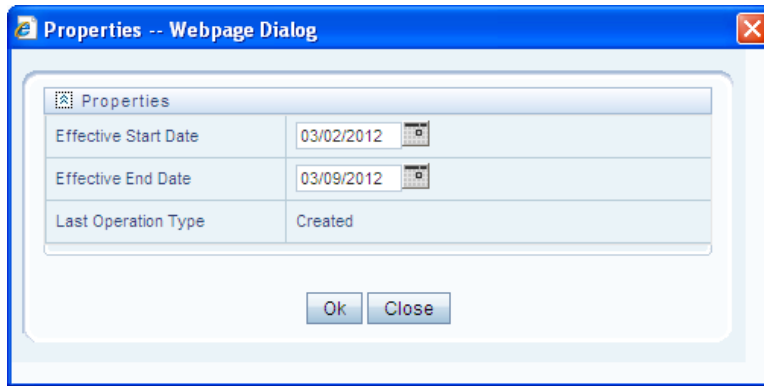 Properties -- Webpage Dialog
Properties
Effective Start Date 03/02/2012
Effective End Date 03/09/2012
Last Operation Type Created
Ok Close